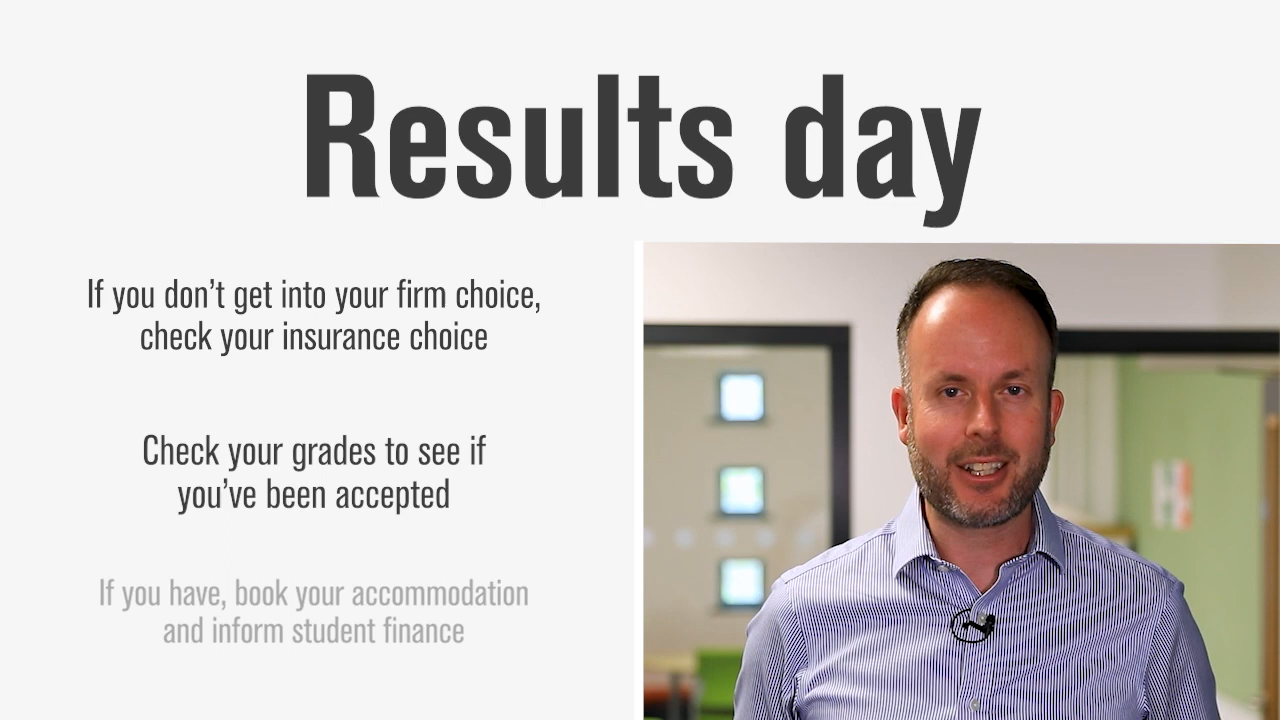 Results day
If you don’t get into your firm choice,
check your insurance choice
Check your grades to see if
you’ve been accepted
If you have, book your accommodation
and inform student finance